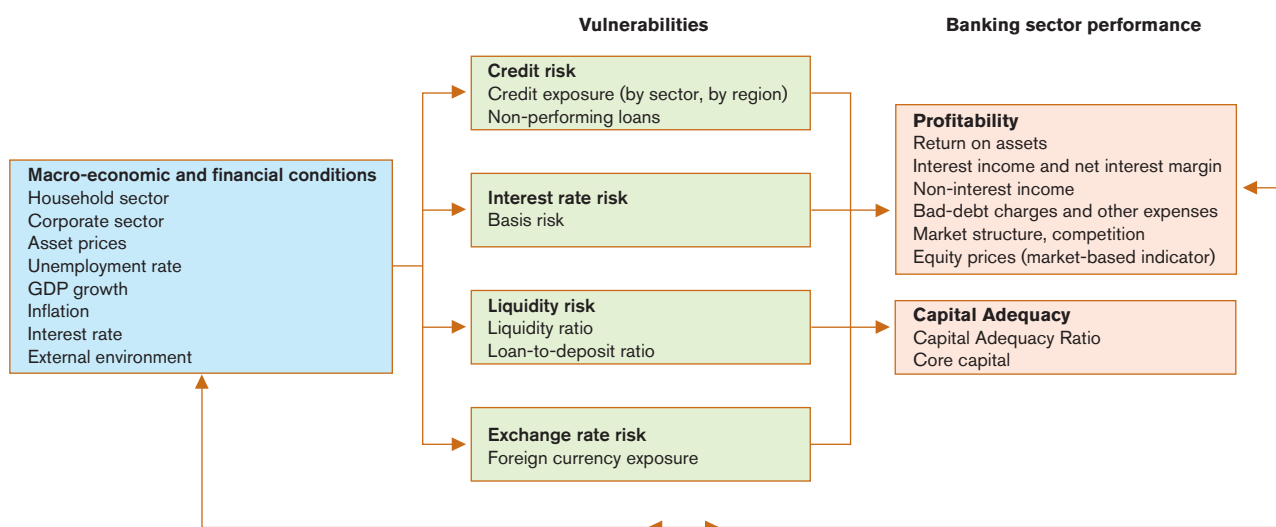 Vulnerabilities
Banking sector performance
Macro-economic and financial conditions
Household sector
Corporate sector
Asset prices
Unemployment rate
GDP growth
Inflation
Interest rate
External environment
Credit risk
Credit exposure (by sector, by region)
Non-performing loans
Interest rate risk
Basis risk
Liquidity risk
Liquidity ratio
Loan-to-deposit ratio
Exchange rate risk
Foreign currency exposure
Profitability
Return on assets
Interest income and net interest margin
Non-interest income
Bad-debt charges and other expenses
Market structure, competition
Equity prices (market-based indicator)
Capital Adequacy
Capital Adequacy Ratio
Core capital